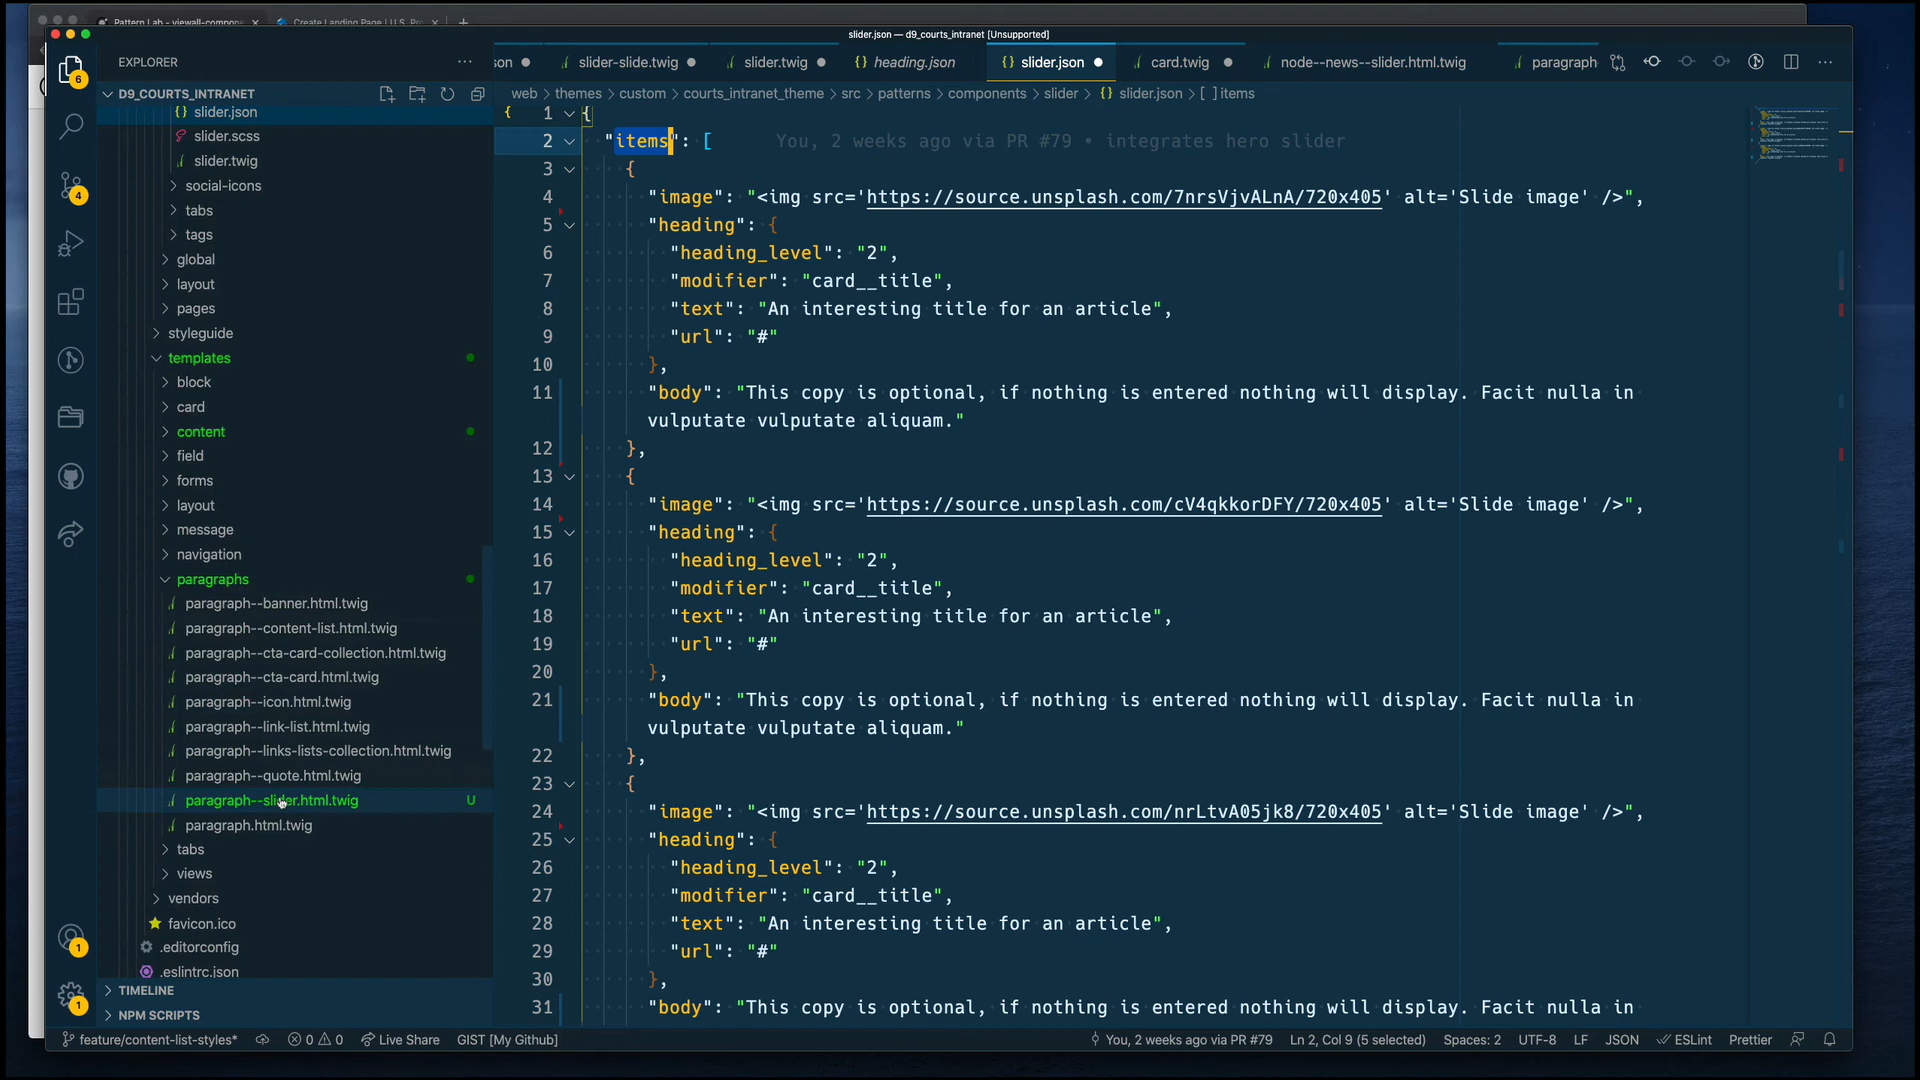 Pattern Lab - viewall-compon
Create Landing Page | U.S. Pr
slider.json — d9_courts_intranet [Unsupported]
EXPLORER
D9_COURTS_INTRANET
slider.json
slider.scss
slider.twig
social-icons
tabs
tags
global
layout
pages
styleguide
templates
block
card
content
field
forms
layout
message
navigation
paragraphs
paragraph--banner.html.twig
paragraph--content-list.html.twig
paragraph--cta-card-collection.html.twig
paragraph--cta-card.html.twig
paragraph--icon.html.twig
paragraph--link-list.html.twig
paragraph--links-lists-collection.html.twig
paragraph--quote.html.twig
paragraph--slider.html.twig U
paragraph.html.twig
tabs
views
vendors
favicon.ico
.editorconfig
.eslintrc.json
TIMELINE
NPM SCRIPTS
6
4
1
1
son slider-slide.twig slider.twig {} heading.json {} slider.json card.twig node--news--slider.html.twig paragraph
web > themes > custom > courts_intranet_theme > src > patterns > components > slider > {} slider.json > [ ] items
1 {
2 "items": [ You, 2 weeks ago via PR #79 • integrates hero slider
3 {
4 "image": "<img src='https://source.unsplash.com/7nrsVjvALnA/720x405' alt='Slide image' />",
5 "heading": {
6 "heading_level": "2",
7 "modifier": "card__title",
8 "text": "An interesting title for an article",
9 "url": "#"
10 },
11 "body": "This copy is optional, if nothing is entered nothing will display. Facit nulla in
vulputate vulputate aliquam."
12 },
13 {
14 "image": "<img src='https://source.unsplash.com/cV4qkkorDFY/720x405' alt='Slide image' />",
15 "heading": {
16 "heading_level": "2",
17 "modifier": "card__title",
18 "text": "An interesting title for an article",
19 "url": "#"
20 },
21 "body": "This copy is optional, if nothing is entered nothing will display. Facit nulla in
vulputate vulputate aliquam."
22 },
23 {
24 "image": "<img src='https://source.unsplash.com/nrLtvA05jk8/720x405' alt='Slide image' />",
25 "heading": {
26 "heading_level": "2",
27 "modifier": "card__title",
28 "text": "An interesting title for an article",
29 "url": "#"
30 },
31 "body": "This copy is optional, if nothing is entered nothing will display. Facit nulla in
feature/content-list-styles* 0 0 Live Share GIST [My Github] You, 2 weeks ago via PR #79 Ln 2, Col 9 (5 selected) Spaces: 2 UTF-8 LF JSON ESLint Prettier